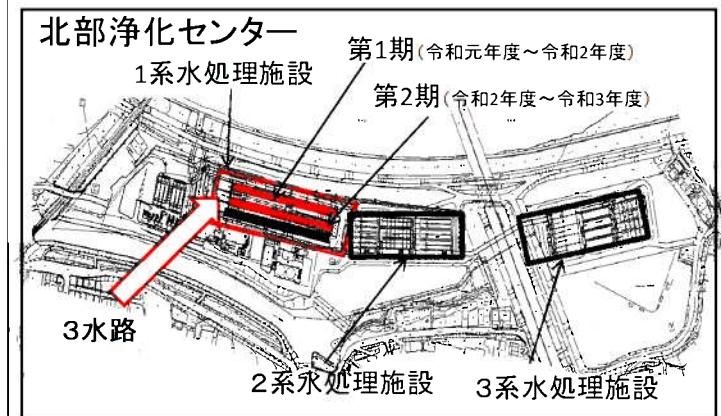 北部浄化センター
第1期(令和元年度～令和2年度)
1系水処理施設
第2期(令和2年度～令和3年度)
3水路
2系水処理施設
3系水処理施設